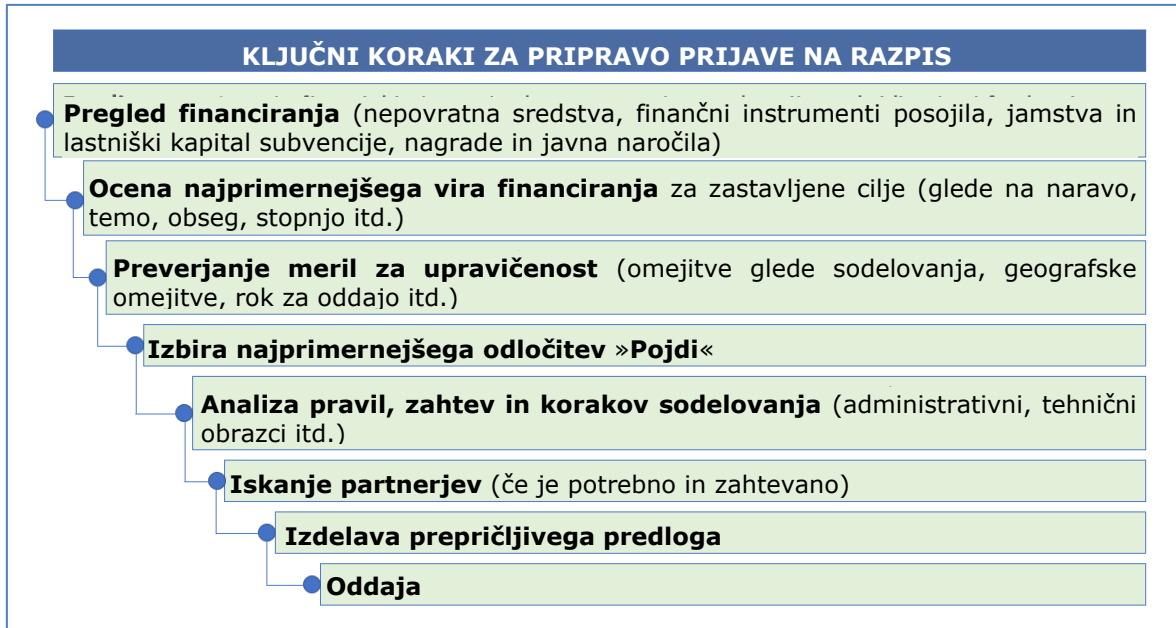 KLJUČNI KORAKI ZA PRIPRAVO PRIJAVE NA RAZPIS
Pregled financiranja (nepovratna sredstva, finančni instrumenti posojila, jamstva in
lastniški kapital subvencije, nagrade in javna naročila)
Ocena najprimernejšega vira financiranja za zastavljene cilje (glede na naravo,
temo, obseg, stopnjo itd.)
Preverjanje meril za upravičenost (omejitve glede sodelovanja, geografske
omejitve, rok za oddajo itd.)
Izbira najprimernejšega odločitev »Pojdi«
Analiza pravil, zahtev in korakov sodelovanja (administrativni, tehnični
obrazci itd.)
Iskanje partnerjev (če je potrebno in zahtevano)
Izdelava prepričljivega predloga
Oddaja